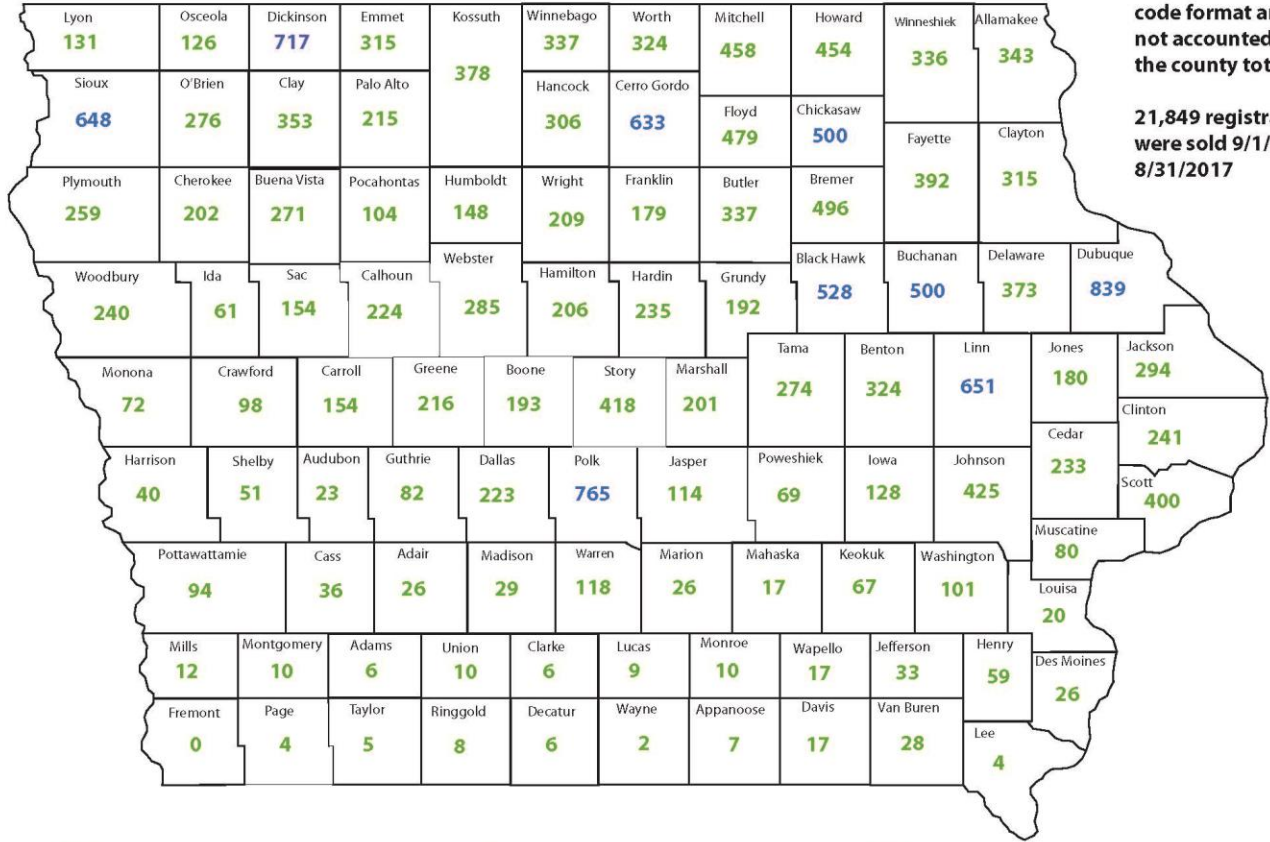 Lyon Osceola Dickinson Emmet Kossuth Winnebago Worth Mitchell Howard Winneshiek Allamakee
131 126 717 315 378 337 324 458 454 336 343
code format
not accounted
the county
21,849
were sold
8/31/2017
Sioux O'Brien Clay Palo Alto Hancock Cerro Gordo Floyd Chickasaw Fayette Clayton
648 276 353 215 306 633 479 500 392 315
Plymouth Cherokee Buena Vista Pocahontas Humboldt Wright Franklin Butler Bremer
259 202 271 104 148 209 179 337 496
Woodbury Ida Sac Calhoun Webster Hamilton Hardin Grundy Black Hawk Buchanan Delaware Dubuque
240 61 154 224 285 206 235 192 528 500 373 839
Monona Crawford Carroll Greene Boone Story Marshall Tama Benton Linn Jones Jackson
72 98 154 216 193 418 201 274 324 651 180 294
Clinton
241
Harrison Shelby Audubon Guthrie Dallas Polk Jasper Poweshiek Iowa Johnson Cedar Scott
40 51 23 82 223 765 114 69 128 425 233 400
Muscatine
80
Pottawattamie Cass Adair Madison Warren Marion Mahaska Keokuk Washington Louisa
94 36 26 29 118 26 17 67 101 20
Mills Montgomery Adams Union Clarke Lucas Monroe Wapello Jefferson Henry Des Moines
12 10 6 10 6 9 10 17 33 59 26
Fremont Page Taylor Ringgold Decatur Wayne Appanoose Davis Van Buren Lee
0 4 5 8 6 2 7 17 28 4